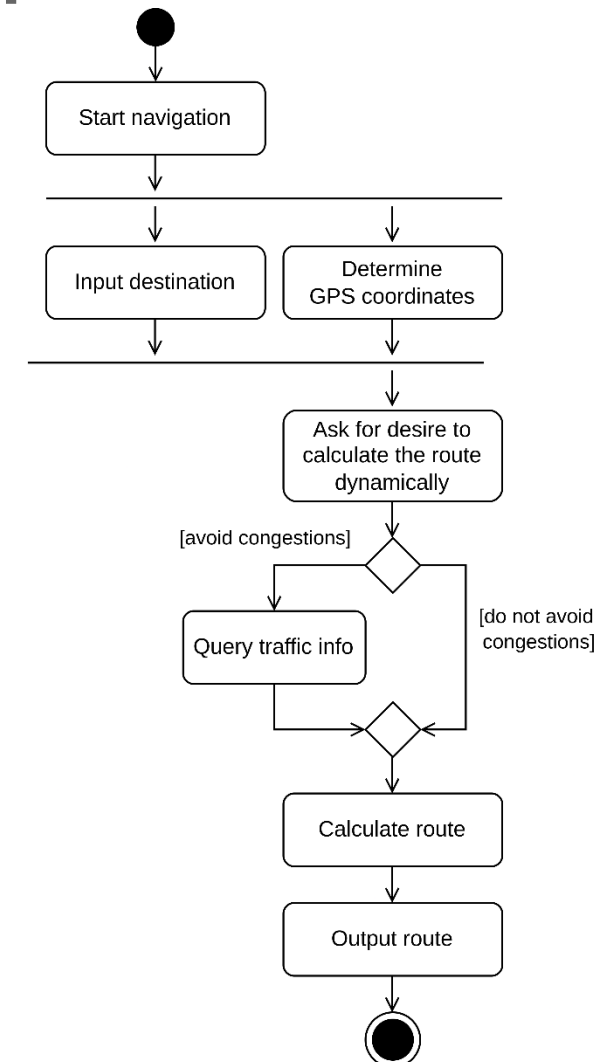 Start navigation
Input destination
Determine
GPS coordinates
Ask for desire to
calculate the route
dynamically
[avoid congestions]
[do not avoid
congestions]
Query traffic info
Calculate route
Output route